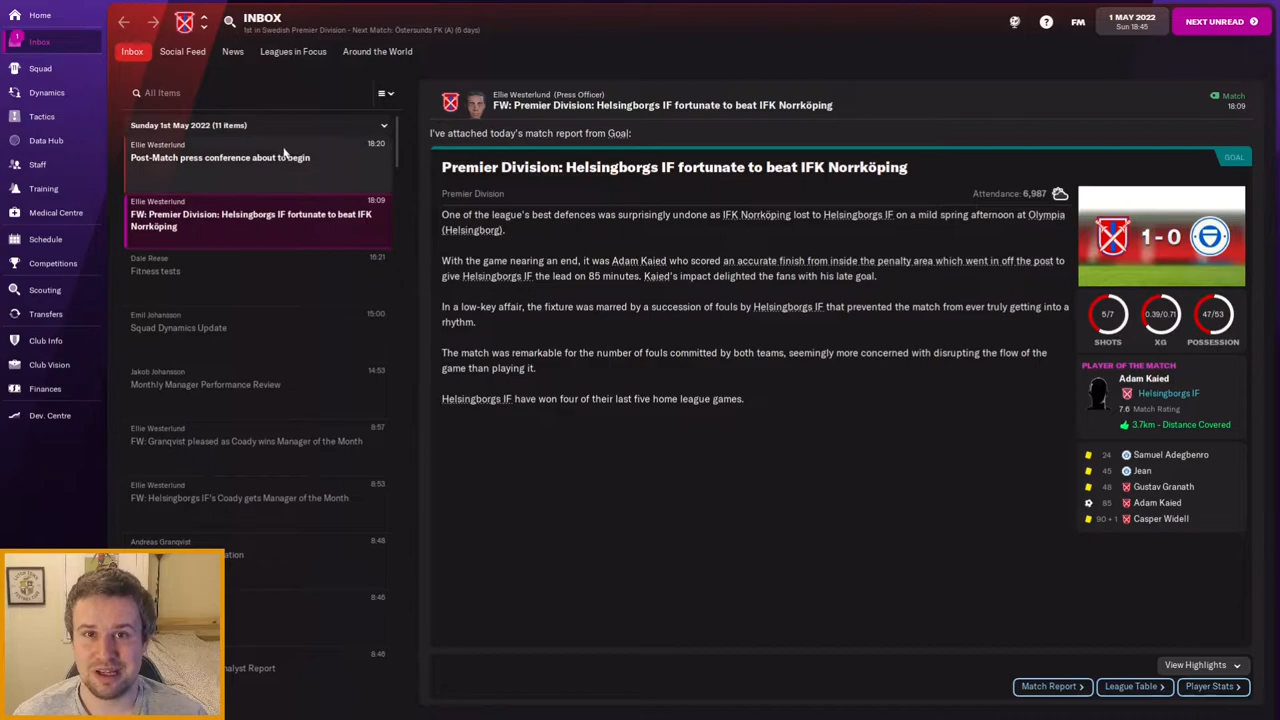 Home
Inbox
1
Squad
Dynamics
Tactics
Data Hub
Staff
Training
Medical Centre
Schedule
Competitions
Scouting
Transfers
Club Info
Club Vision
Finances
Dev. Centre
INBOX
1st in Swedish Premier Division - Next Match: Östersunds FK (A) (6 days)
FM
1 MAY 2022
Sun 18:45
NEXT UNREAD
Inbox
Social Feed
News
Leagues in Focus
Around the World
All Items
Sunday 1st May 2022 (11 items)
Ellie Westerlund 18:20
Post-Match press conference about to begin
Ellie Westerlund 18:09
FW: Premier Division: Helsingborgs IF fortunate to beat IFK
Norrköping
Dale Reese 16:21
Fitness tests
Emil Johansson 15:00
Squad Dynamics Update
Jakob Johansson 14:53
Monthly Manager Performance Review
Ellie Westerlund 8:57
FW: Granqvist pleased as Coady wins Manager of the Month
Ellie Westerlund 8:53
FW: Helsingborgs IF's Coady gets Manager of the Month
Andreas Granqvist 8:48
ation
8:46
8:46
nalyst Report
Ellie Westerlund (Press Officer)
FW: Premier Division: Helsingborgs IF fortunate to beat IFK Norrköping
Match
18:09
I've attached today's match report from Goal:
GOAL
Premier Division: Helsingborgs IF fortunate to beat IFK Norrköping
Premier Division
Attendance: 6,987
One of the league's best defences was surprisingly undone as IFK Norrköping lost to Helsingborgs IF on a mild spring afternoon at Olympia
(Helsingborg).
With the game nearing an end, it was Adam Kaied who scored an accurate finish from inside the penalty area which went in off the post to
give Helsingborgs IF the lead on 85 minutes. Kaied's impact delighted the fans with his late goal.
In a low-key affair, the fixture was marred by a succession of fouls by Helsingborgs IF that prevented the match from ever truly getting into a
rhythm.
The match was remarkable for the number of fouls committed by both teams, seemingly more concerned with disrupting the flow of the
game than playing it.
Helsingborgs IF have won four of their last five home league games.
1 - 0
5/7
0.39/0.71
47/53
SHOTS
XG
POSSESSION
PLAYER OF THE MATCH
Adam Kaied
Helsingborgs IF
7.6 Match Rating
3.7km - Distance Covered
24 Samuel Adegbenro
45 Jean
48 Gustav Granath
85 Adam Kaied
90 + 1 Casper Widell
View Highlights
Match Report
League Table
Player Stats